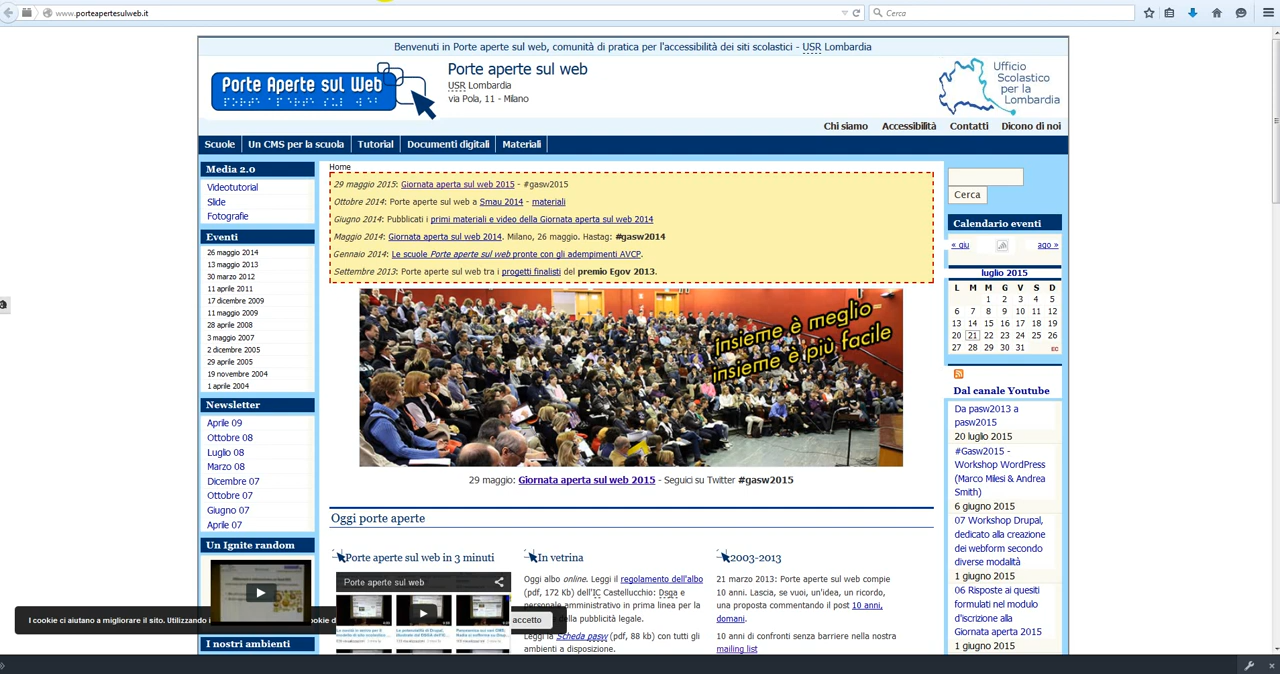 www.porteapertesulweb.it
Cerca
Benvenuti in Porte aperte sul web, comunità di pratica per l'accessibilità dei siti scolastici - USR Lombardia
Porte Aperte sul Web
Porte aperte sul web
USR Lombardia
via Pola, 11 - Milano
Ufficio
Scolastico
per la
Lombardia
Chi siamo Accessibilità Contatti Dicono di noi
Scuole Un CMS per la scuola Tutorial Documenti digitali Materiali
Media 2.0
Videotutorial
Slide
Fotografie
Eventi
26 maggio 2014
13 maggio 2013
30 marzo 2012
11 aprile 2011
17 dicembre 2009
11 maggio 2009
28 aprile 2008
3 maggio 2007
2 dicembre 2005
29 aprile 2005
19 novembre 2004
1 aprile 2004
Newsletter
Aprile 09
Ottobre 08
Luglio 08
Marzo 08
Dicembre 07
Ottobre 07
Giugno 07
Aprile 07
Un Ignite random
I nostri ambienti
Home
29 maggio 2015: Giornata aperta sul web 2015 - #gasw2015
Ottobre 2014: Porte aperte sul web a Smau 2014 - materiali
Giugno 2014: Pubblicati i primi materiali e video della Giornata aperta sul web 2014
Maggio 2014: Giornata aperta sul web 2014. Milano, 26 maggio. Hastag: #gasw2014
Gennaio 2014: Le scuole Porte aperte sul web pronte con gli adempimenti AVCP.
Settembre 2013: Porte aperte sul web tra i progetti finalisti del premio Egov 2013.
insieme è meglio
insieme è più facile
29 maggio: Giornata aperta sul web 2015 - Seguici su Twitter #gasw2015
Oggi porte aperte
Porte aperte sul web in 3 minuti
Porte aperte sul web
In vetrina
Oggi albo online. Leggi il regolamento dell'albo
(pdf, 172 Kb) dell'IC Castellucchio: Dsga e
personale amministrativo in prima linea per la
della pubblicità legale.
Leggi la Scheda pasw (pdf, 88 kb) con tutti gli
ambienti a disposizione.
2003-2013
21 marzo 2013: Porte aperte sul web compie
10 anni. Lascia, se vuoi, un'idea, un ricordo,
una proposta commentando il post 10 anni,
domani.
10 anni di confronti senza barriere nella nostra
mailing list
I cookie ci aiutano a migliorare il sito. Utilizzando i
ookie d
accetto
Cerca
Calendario eventi
« giu ago »
luglio 2015
L M M G V S D
1 2 3 4 5
6 7 8 9 10 11 12
13 14 15 16 17 18 19
20 21 22 23 24 25 26
27 28 29 30 31 EC
Dal canale Youtube
Da pasw2013 a
pasw2015
20 luglio 2015
#Gasw2015 -
Workshop WordPress
(Marco Milesi & Andrea
Smith)
6 giugno 2015
07 Workshop Drupal,
dedicato alla creazione
dei webform secondo
diverse modalità
1 giugno 2015
06 Risposte ai quesiti
formulati nel modulo
d'iscrizione alla
Giornata aperta 2015
1 giugno 2015